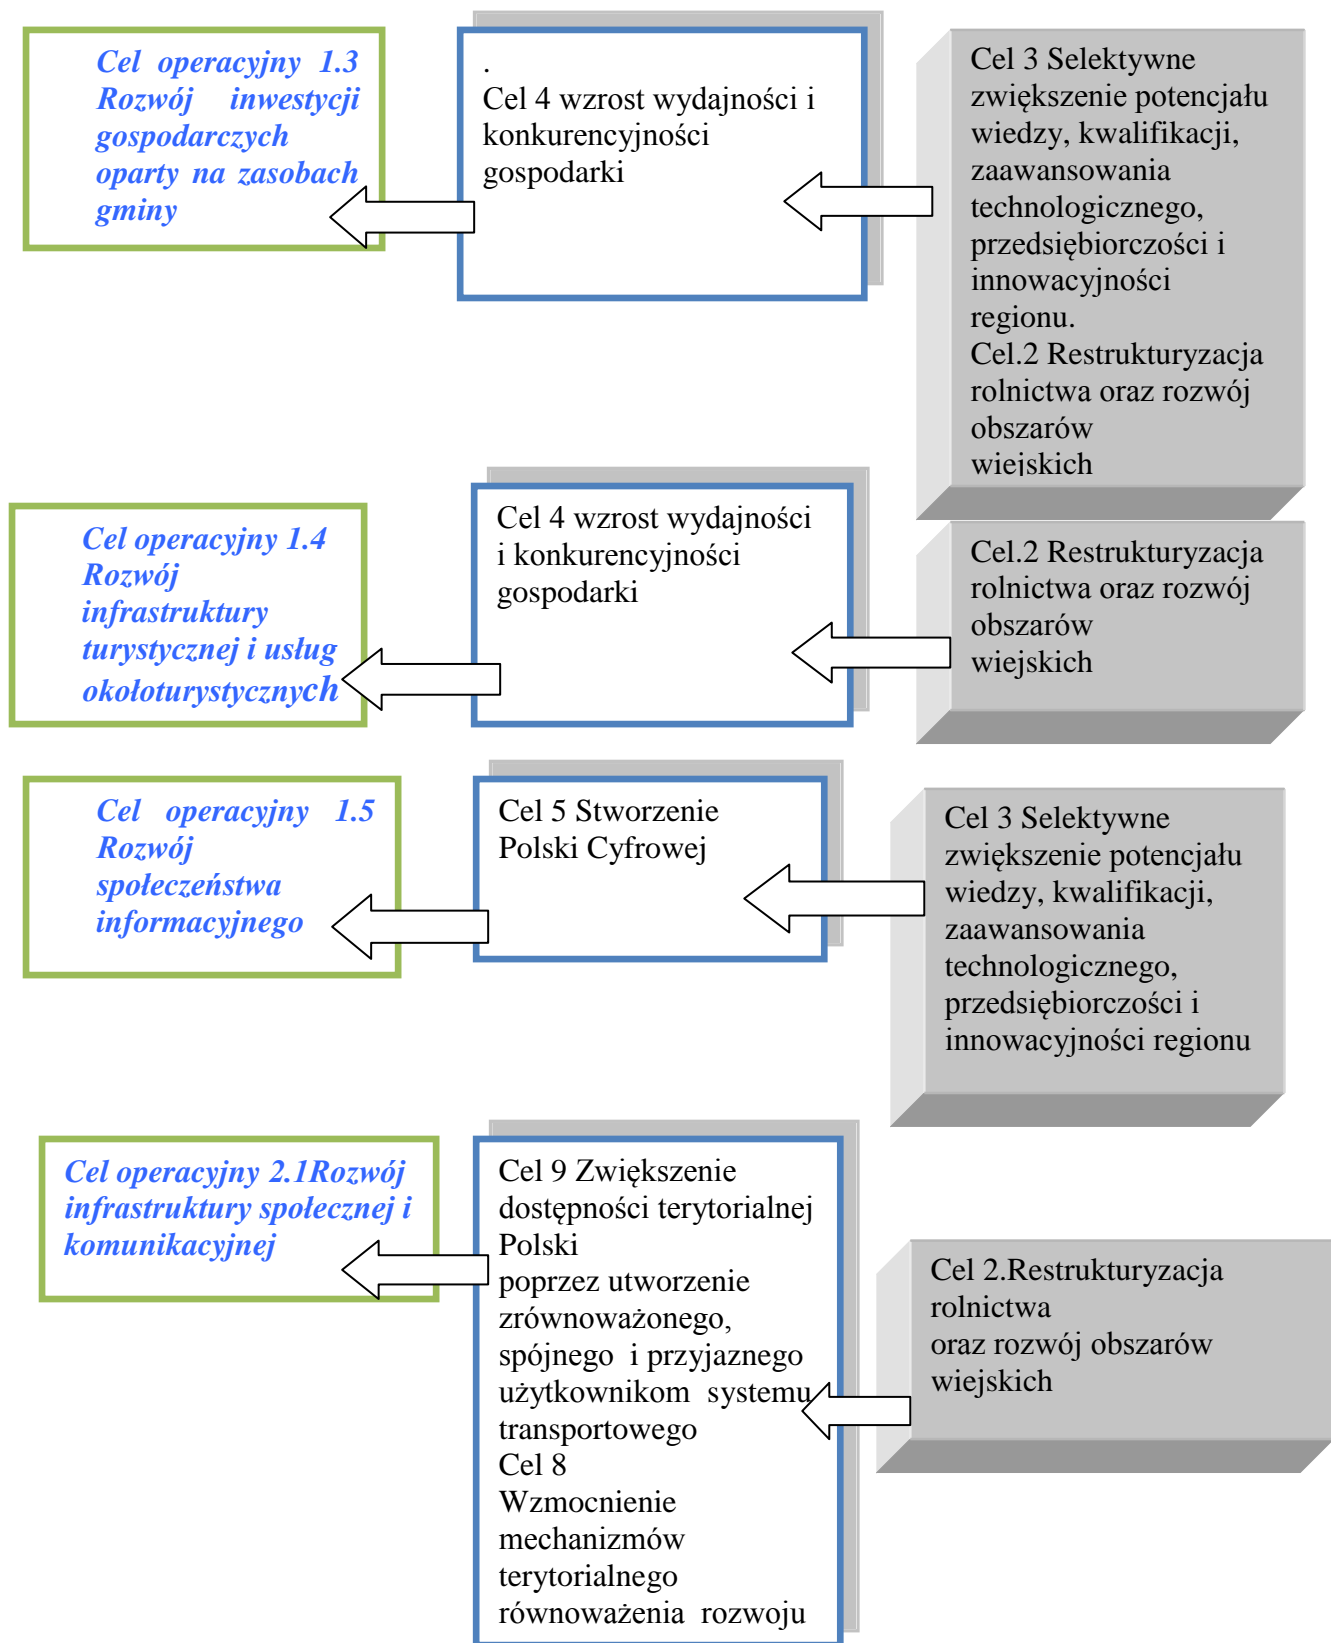 Cel operacyjny 1.3
Rozwój inwestycji
gospodarczych
oparty na zasobach
gminy
.
Cel 4 wzrost wydajności i
konkurencyjności
gospodarki
Cel 3 Selektywne
zwiększenie potencjału
wiedzy, kwalifikacji,
zaawansowania
technologicznego,
przedsiębiorczości i
innowacyjności
regionu.
Cel.2 Restrukturyzacja
rolnictwa oraz rozwój
obszarów
wiejskich
Cel operacyjny 1.4
Rozwój
infrastruktury
turystycznej i usług
okołoturystycznych
Cel 4 wzrost wydajności
i konkurencyjności
gospodarki
Cel.2 Restrukturyzacja
rolnictwa oraz rozwój
obszarów
wiejskich
Cel operacyjny 1.5
Rozwój
społeczeństwa
informacyjnego
Cel 5 Stworzenie
Polski Cyfrowej
Cel 3 Selektywne
zwiększenie potencjału
wiedzy, kwalifikacji,
zaawansowania
technologicznego,
przedsiębiorczości i
innowacyjności regionu
Cel operacyjny 2.1Rozwój
infrastruktury społecznej i
komunikacyjnej
Cel 9 Zwiększenie
dostępności terytorialnej
Polski
poprzez utworzenie
zrównoważonego,
spójnego i przyjaznego
użytkownikom systemu
transportowego
Cel 8
Wzmocnienie
mechanizmów
terytorialnego
równoważenia rozwoju
Cel 2.Restrukturyzacja
rolnictwa
oraz rozwój obszarów
wiejskich